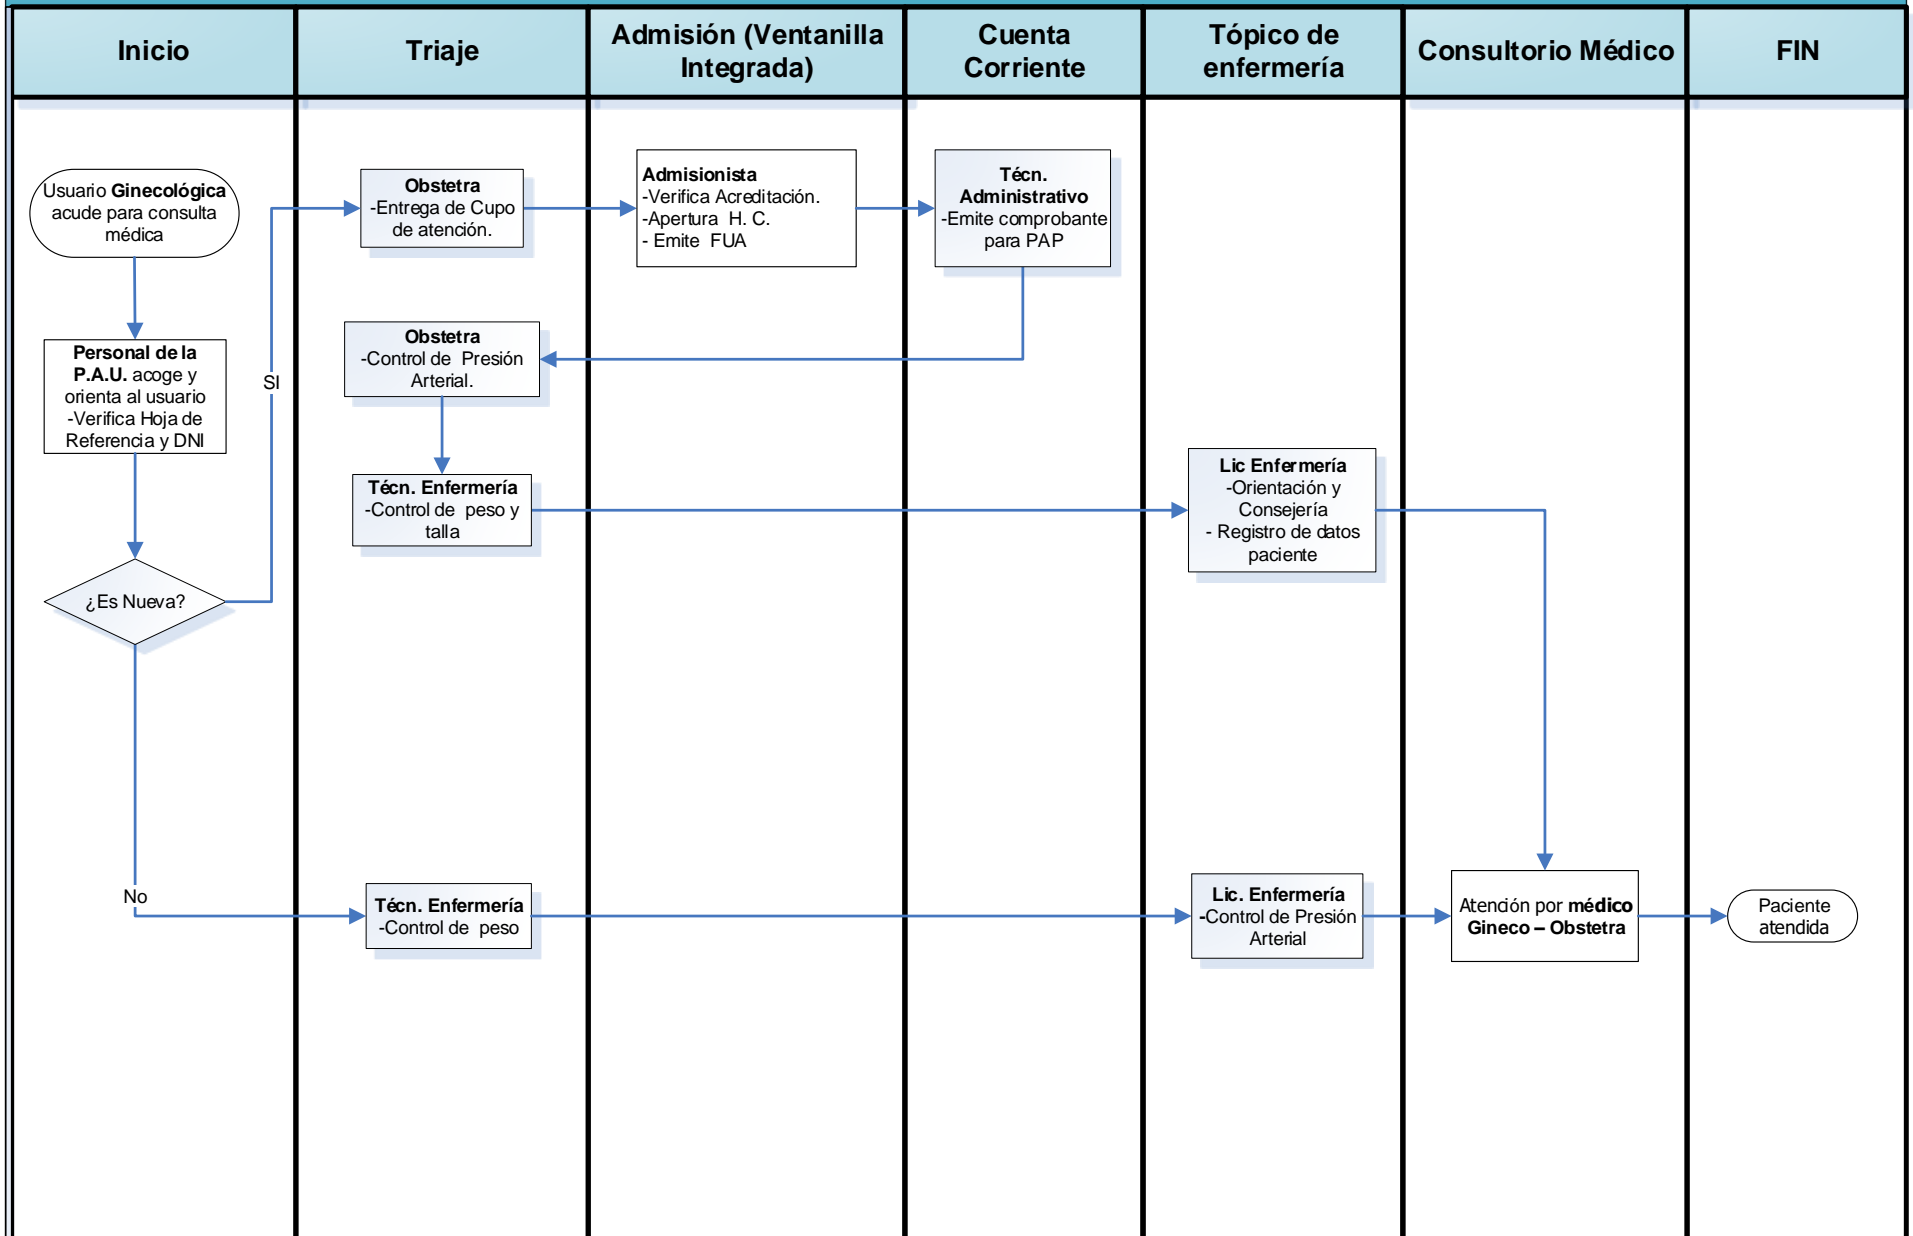 Inicio
Triaje
Admisión (Ventanilla
Integrada)
Cuenta
Corriente
Tópico de
enfermería
Consultorio Médico
FIN
Usuario Ginecológica
acude para consulta
médica
Personal de la
P.A.U. acoge y
orienta al usuario
-Verifica Hoja de
Referencia y DNI
¿Es Nueva?
SI
No
Obstetra
-Entrega de Cupo
de atención.
Admisionista
-Verifica Acreditación.
-Apertura H. C.
- Emite FUA
Técn.
Administrativo
-Emite comprobante
para PAP
Obstetra
-Control de Presión
Arterial.
Técn. Enfermería
-Control de peso y
talla
Lic Enfermería
-Orientación y
Consejería
- Registro de datos
paciente
Técn. Enfermería
-Control de peso
Lic. Enfermería
-Control de Presión
Arterial
Atención por médico
Gineco – Obstetra
Paciente
atendida